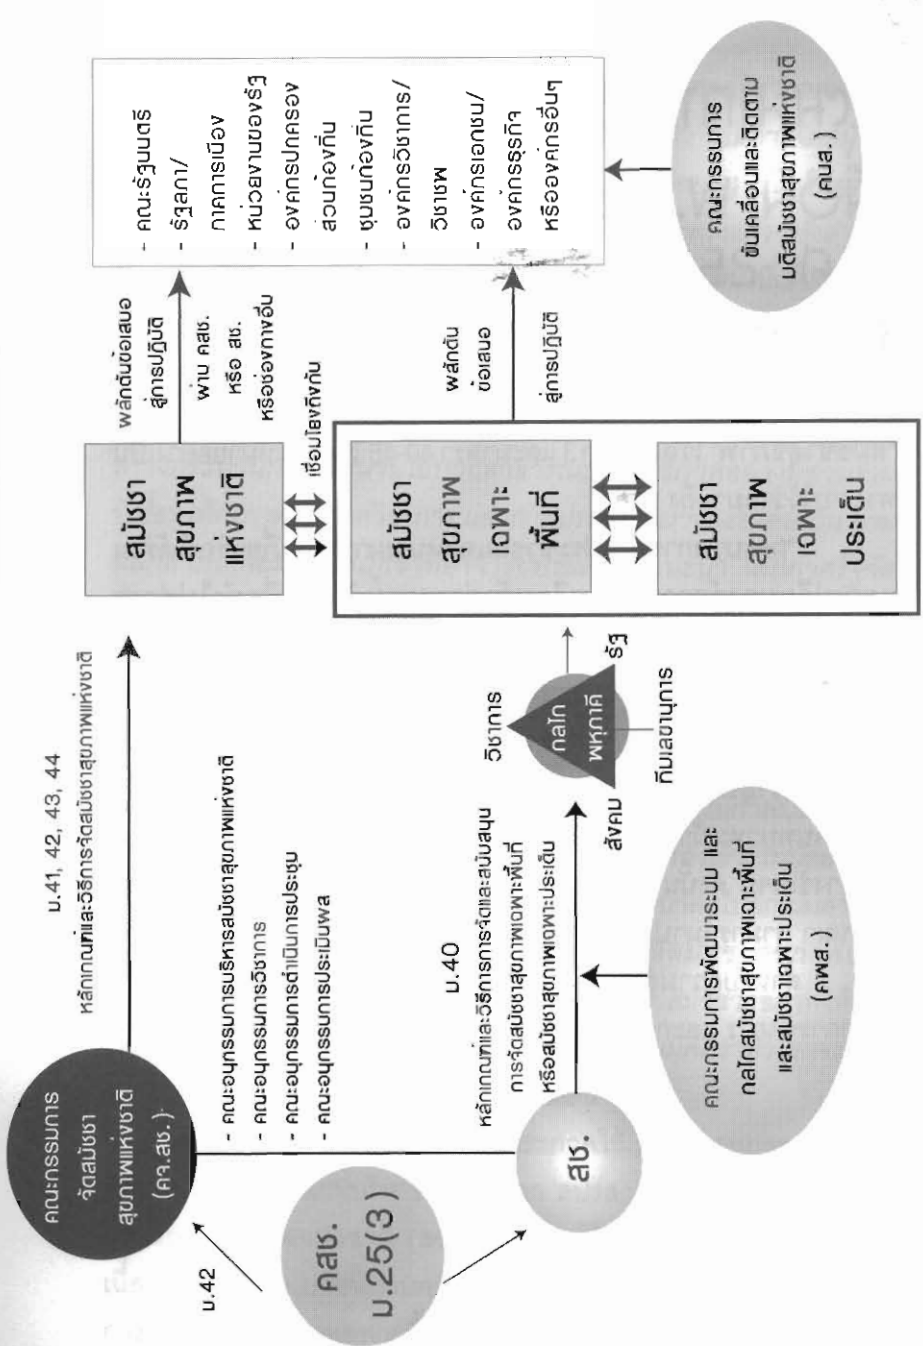 คสช.
ม.25(3)
ม.42
คณะกรรมการ
จัดสมัชชา
สุขภาพแห่งชาติ
(คจ.สช.)
ม.41, 42, 43, 44
หลักเกณฑ์และวิธีการจัดสมัชชาสุขภาพแห่งชาติ
- คณะอนุกรรมการบริหารสมัชชาสุขภาพแห่งชาติ
- คณะอนุกรรมการวิชาการ
- คณะอนุกรรมการดำเนินการประชุม
- คณะอนุกรรมการประเมินผล
สช.
ม.40
หลักเกณฑ์และวิธีการการจัดและสนับสนุน
การจัดสมัชชาสุขภาพเฉพาะพื้นที่
หรือสมัชชาสุขภาพเฉพาะประเด็น
คณะกรรมการพัฒนาระบบ และ
กลไกสมัชชาสุขภาพเฉาะพื้นที่
และสมัชชาเฉพาะประเด็น
(คพส.)
วิชาการ
กลไก
พหุภาคี
สังคม
รัฐ
ทีมเลขานุการ
สมัชชา
สุขภาพ
แห่งชาติ
เชื่อมโยงถึงกัน
สมัชชา
สุขภาพ
เฉพาะ
พื้นที่
สมัชชา
สุขภาพ
เฉพาะ
ประเด็น
ผลักดันข้อเสนอ
สู่การปฏิบัติ
ผ่าน คสช.
หรือ สช.
หรือช่องทางอื่น
ผลักดัน
ข้อเสนอ
สู่การปฏิบัติ
- คณะรัฐมนตรี
- รัฐสภา/
ภาคการเมือง
- หน่วยงานของรัฐ
- องค์กรปกครอง
ส่วนท้องถิ่น
ชุมชนท้องถิ่น
- องค์กรวิชาการ/
วิชาชีพ
- องค์กรเอกชน/
องค์กรธุรกิจ
หรือองค์กรอื่นๆ
คณะกรรมการ
ขับเคลื่อนและติดตาม
มติสมัชชาสุขภาพแห่งชาติ
(คมส.)